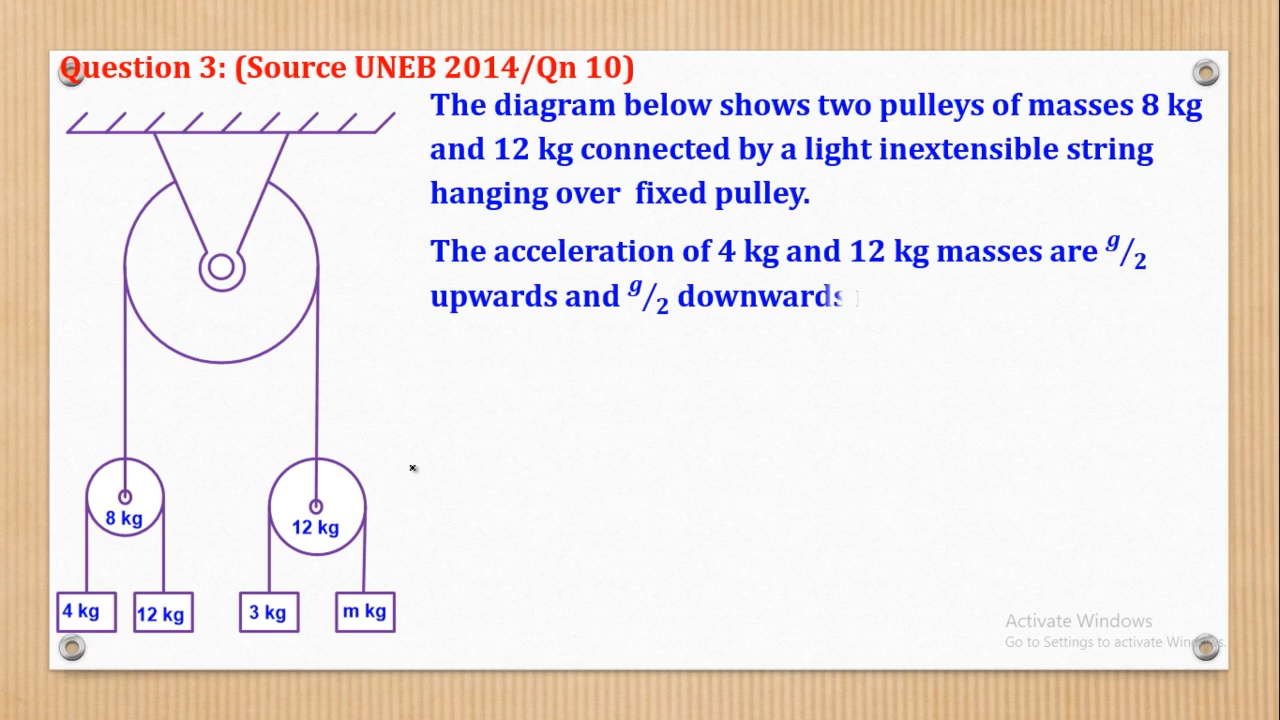 Question 3: (Source UNEB 2014/Qn 10)
The diagram below shows two pulleys of masses 8 kg
and 12 kg connected by a light inextensible string
hanging over fixed pulley.
The acceleration of 4 kg and 12 kg masses are g/2
upwards and g/2 downwards
8 kg
12 kg
4 kg
12 kg
3 kg
m kg
Activate Windows
Go to Settings to activate Windows.